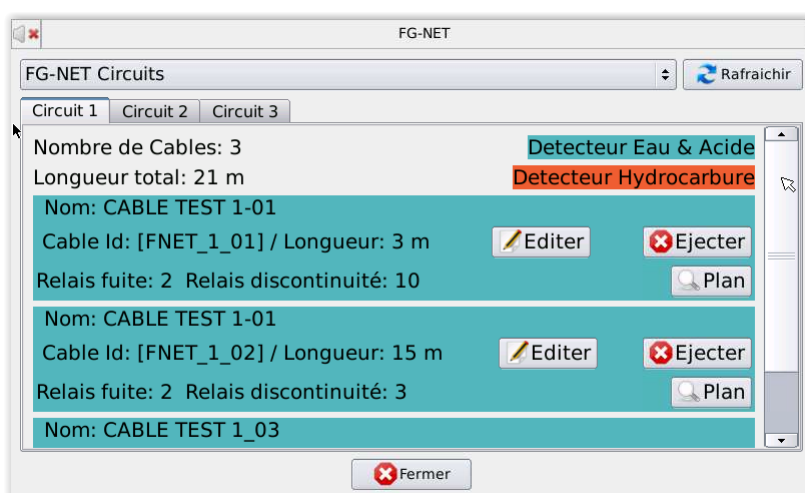 FG-NET
FG-NET Circuits
Rafraichir
Circuit 1 Circuit 2 Circuit 3
Nombre de Cables: 3 Detecteur Eau & Acide
Longueur total: 21 m Detecteur Hydrocarbure
Nom: CABLE TEST 1-01
Cable Id: [FNET_1_01] / Longueur: 3 m Editer Ejecter
Relais fuite: 2 Relais discontinuité: 10 Plan
Nom: CABLE TEST 1-01
Cable Id: [FNET_1_02] / Longueur: 15 m Editer Ejecter
Relais fuite: 2 Relais discontinuité: 3 Plan
Nom: CABLE TEST 1_03
Fermer